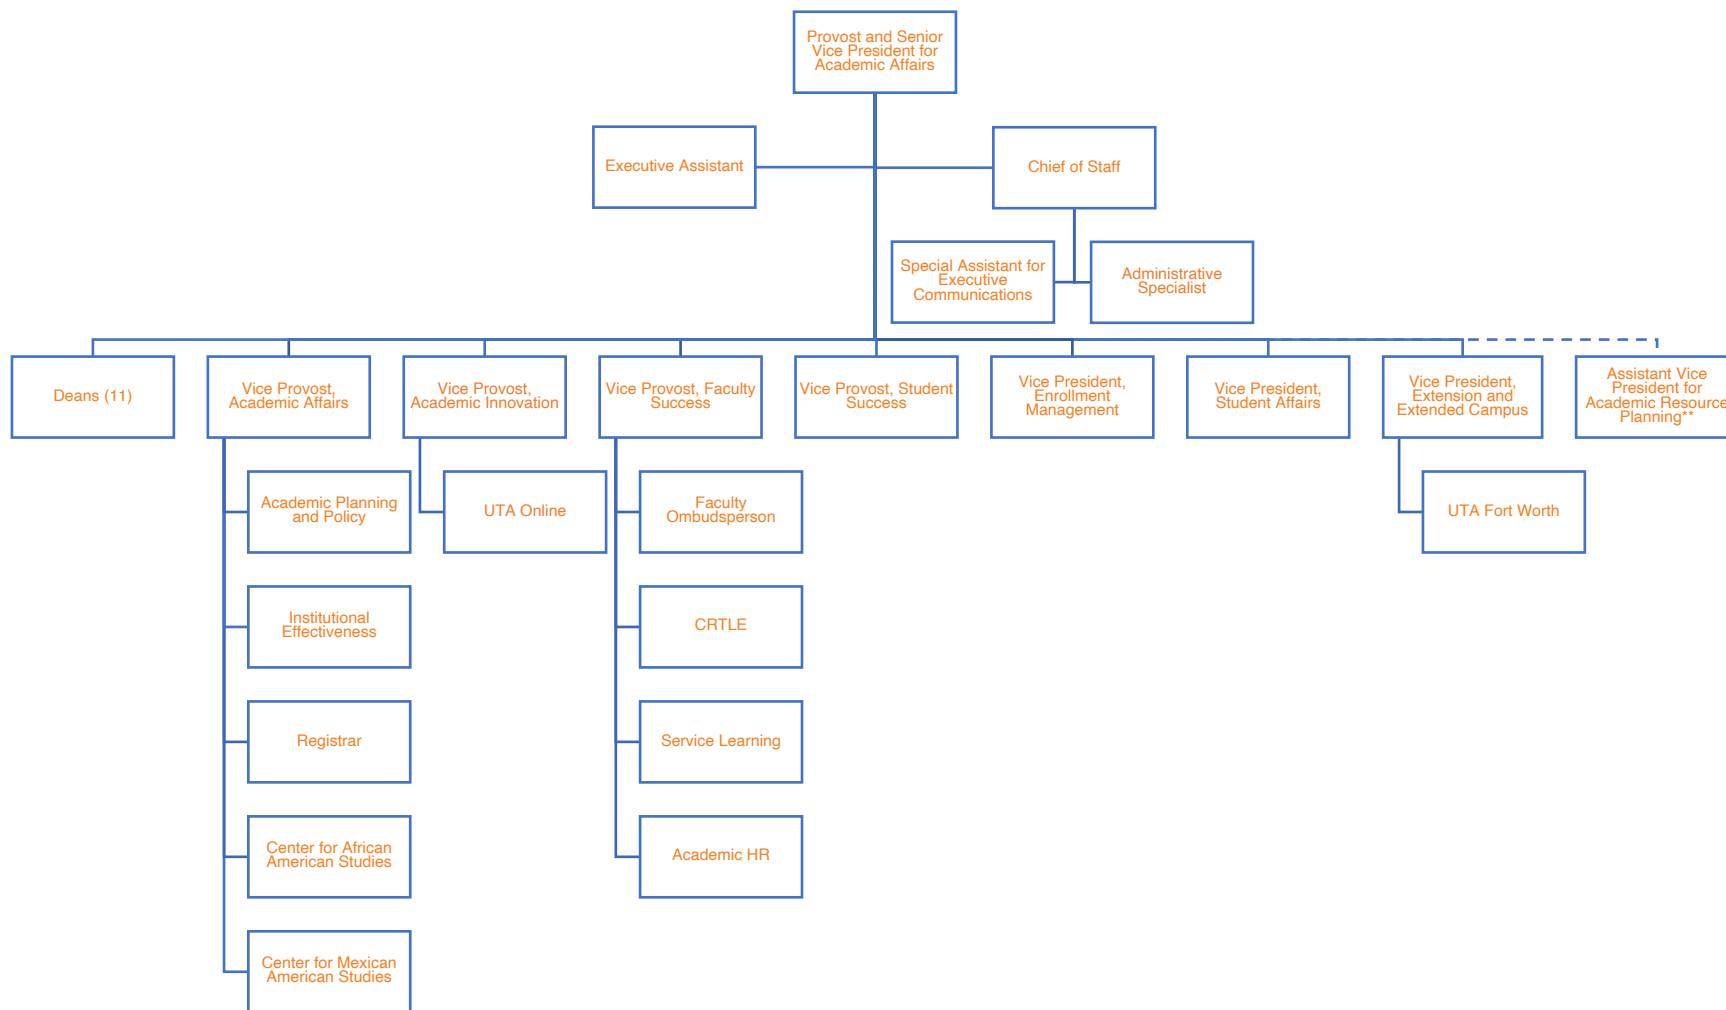 Provost and Senior
Vice President for
Academic Affairs
Executive Assistant
Chief of Staff
Special Assistant for
Executive
Communications
Administrative
Specialist
Deans (11)
Vice Provost,
Academic Affairs
Vice Provost,
Academic Innovation
Vice Provost, Faculty
Success
Vice Provost, Student
Success
Vice President,
Enrollment
Management
Vice President,
Student Affairs
Vice President,
Extension and
Extended Campus
Assistant Vice
President for
Academic Resource
Planning**
Academic Planning
and Policy
UTA Online
Faculty
Ombudsperson
UTA Fort Worth
Institutional
Effectiveness
CRTLE
Registrar
Service Learning
Center for African
American Studies
Academic HR
Center for Mexican
American Studies